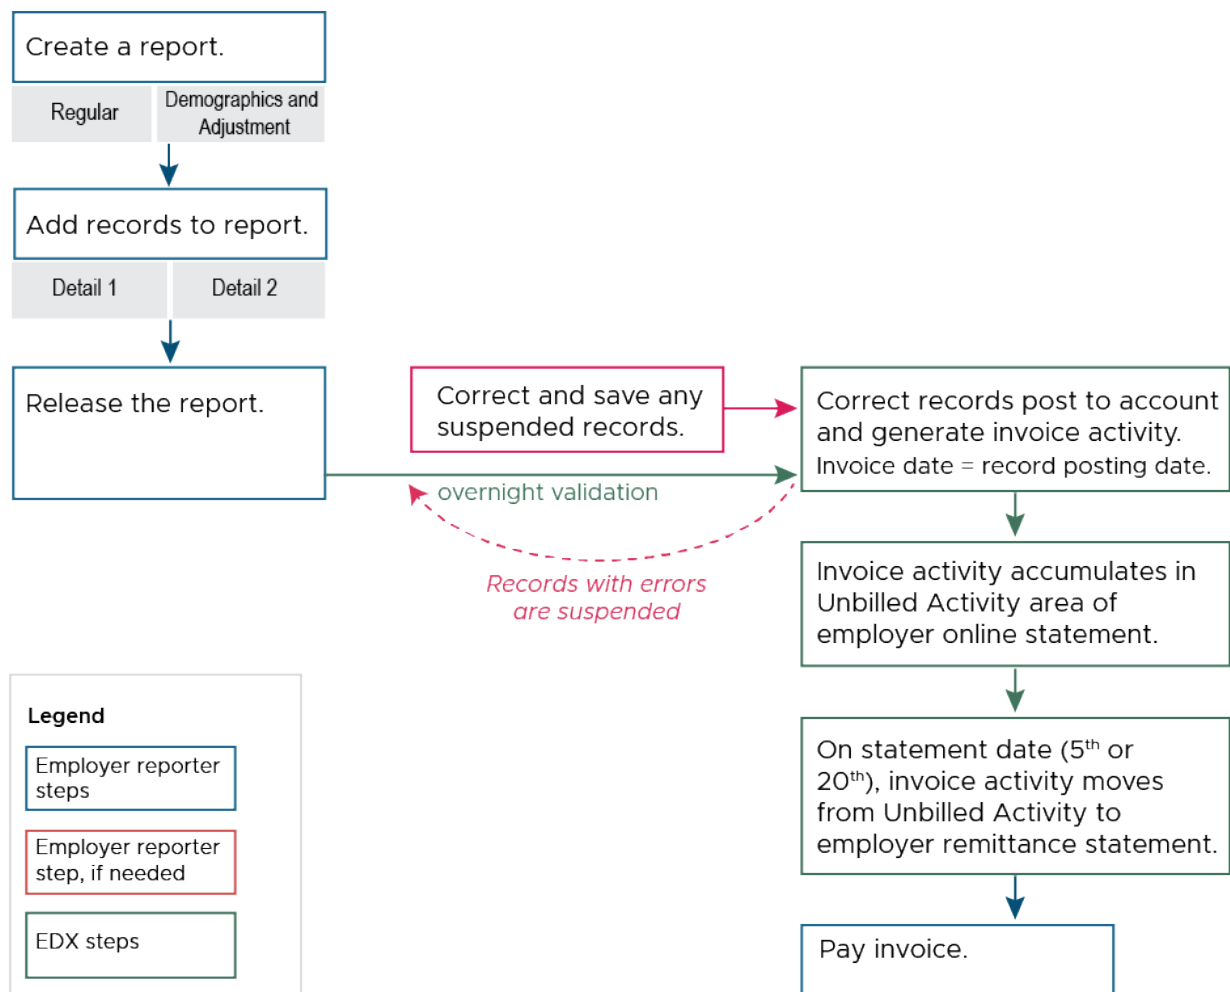 Create a report.
Regular
Demographics and
Adjustment
Add records to report.
Detail 1
Detail 2
Release the report.
Correct and save any
suspended records.
overnight validation
Records with errors
are suspended
Correct records post to account
and generate invoice activity.
Invoice date = record posting date.
Invoice activity accumulates in
Unbilled Activity area of
employer online statement.
On statement date (5th or
20th), invoice activity moves
from Unbilled Activity to
employer remittance statement.
Pay invoice.
Legend
Employer reporter
steps
Employer reporter
step, if needed
EDX steps